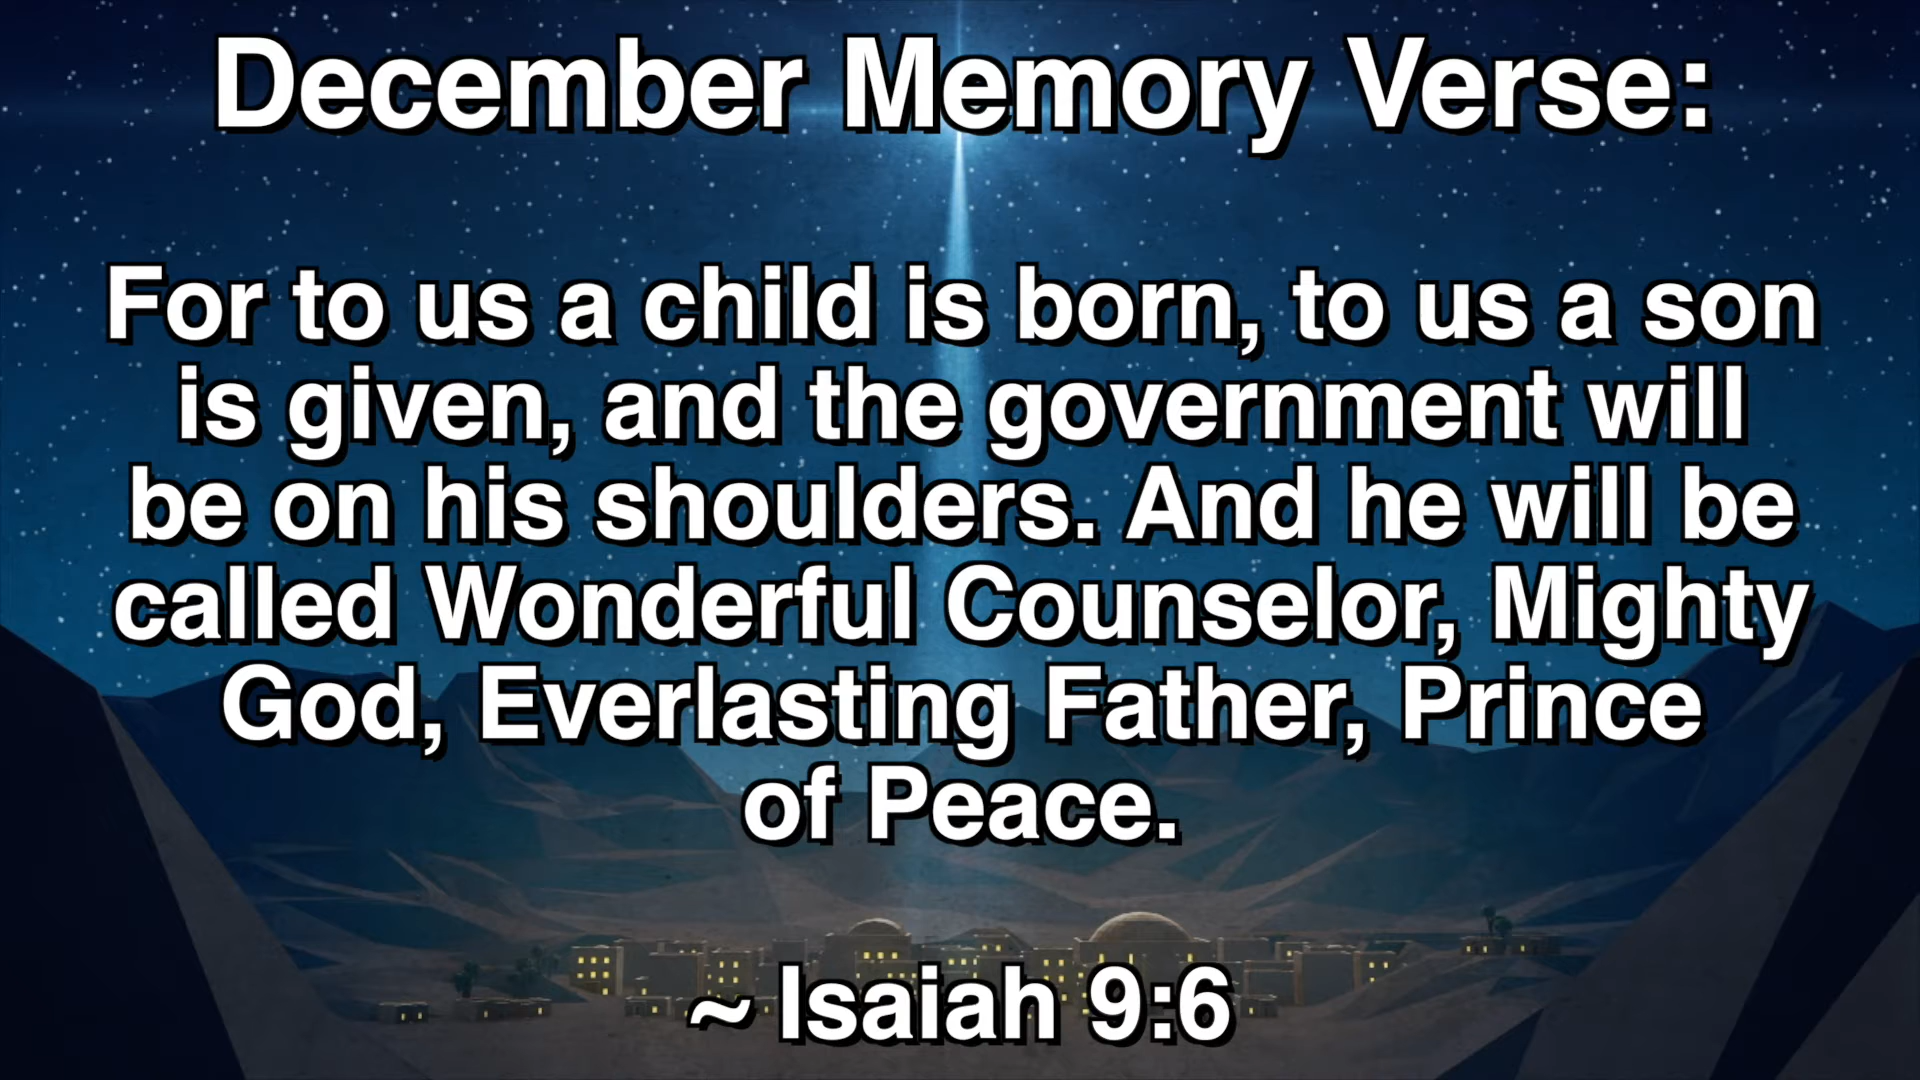 December Memory Verse:
For to us a child is born, to us a son
is given, and the government will
be on his shoulders. And he will be
called Wonderful Counselor, Mighty
God, Everlasting Father, Prince
of Peace.
~ Isaiah 9:6